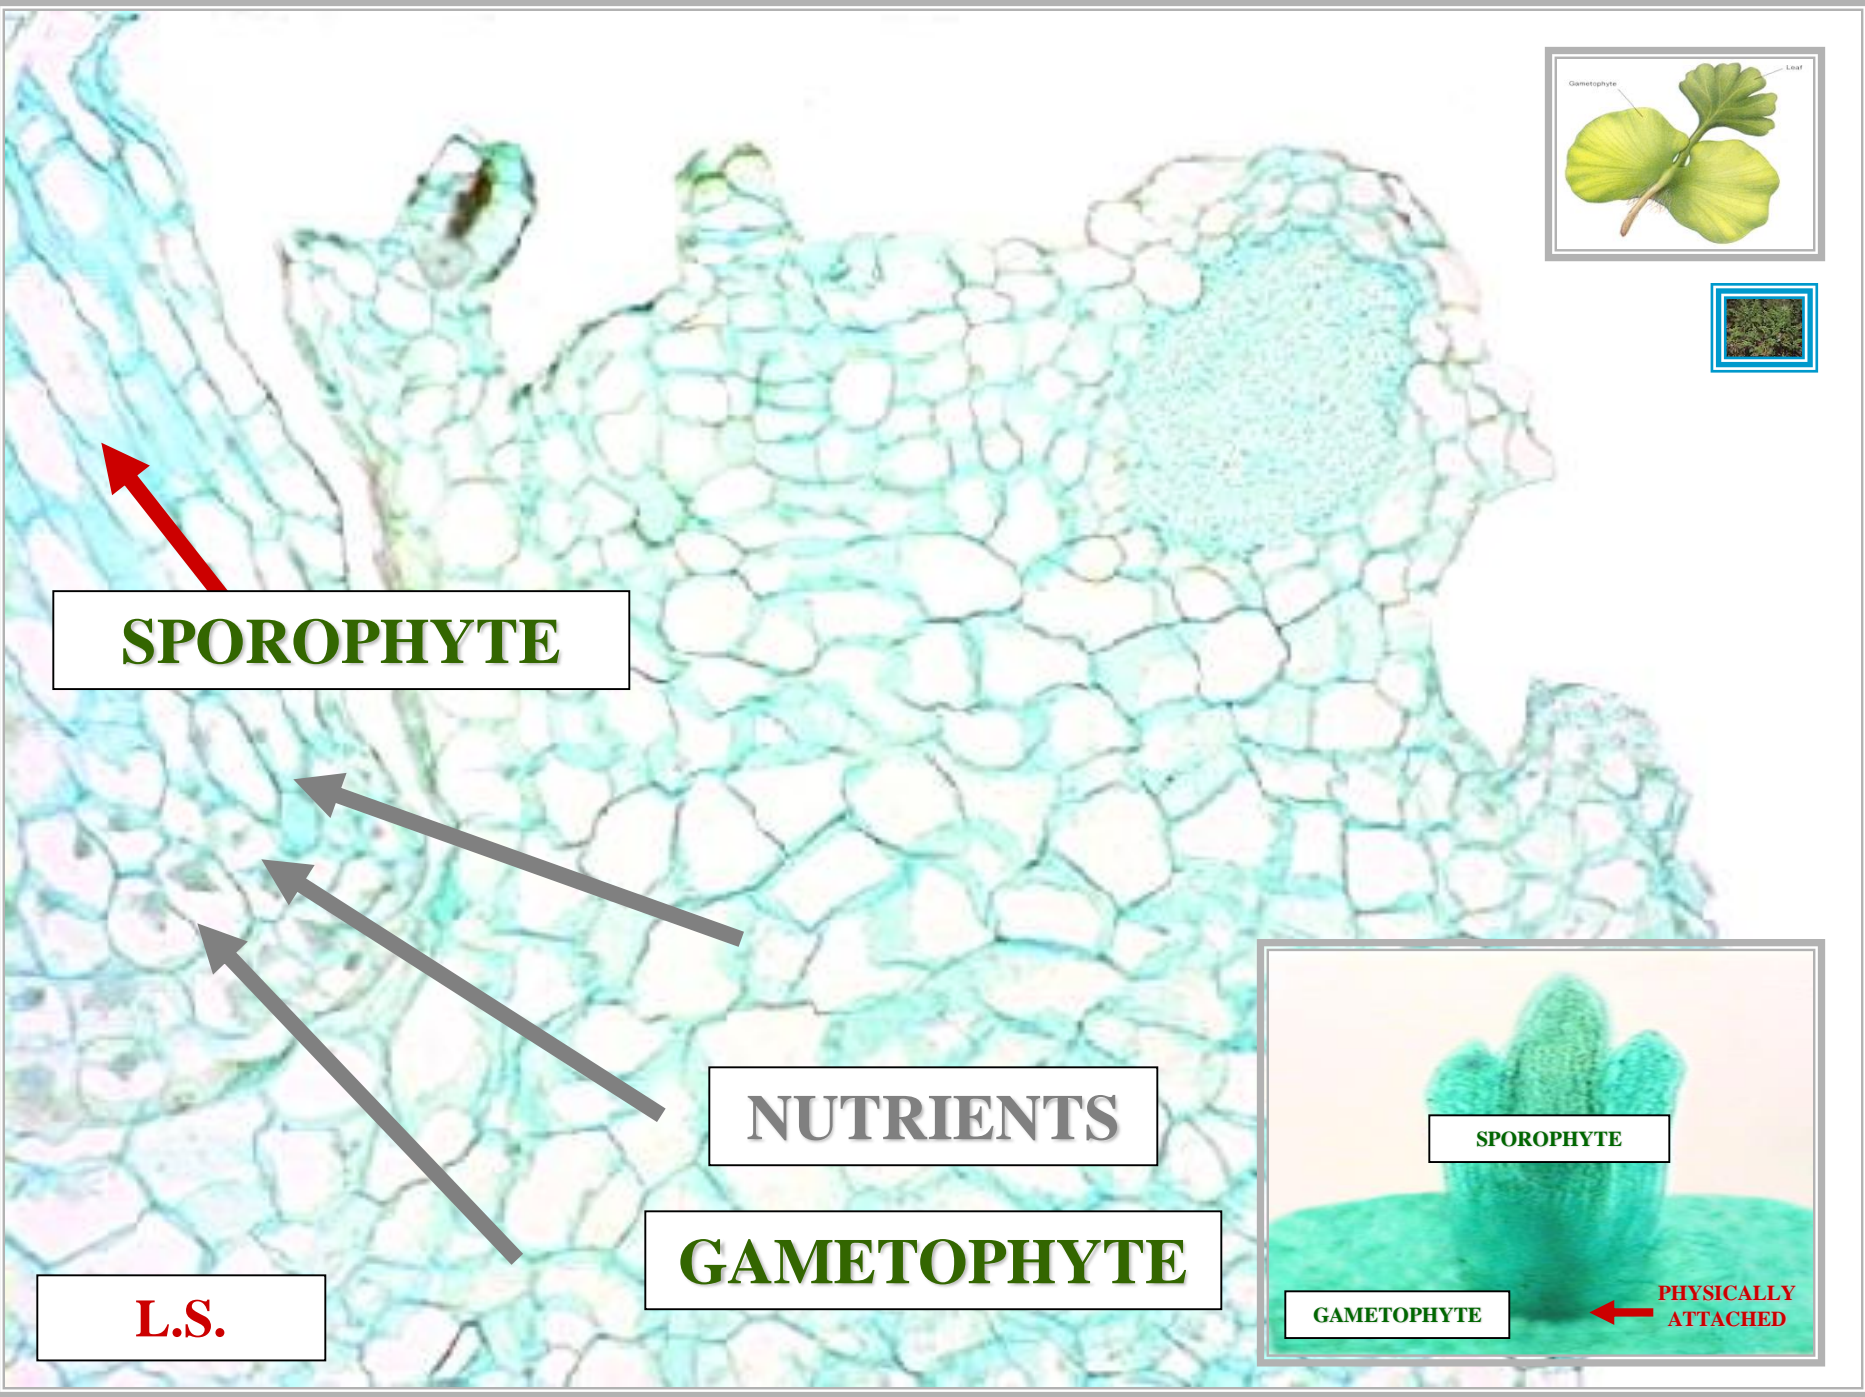 Gametophyte
Leaf
SPOROPHYTE
NUTRIENTS
GAMETOPHYTE
L.S.
SPOROPHYTE
GAMETOPHYTE
PHYSICALLY
ATTACHED